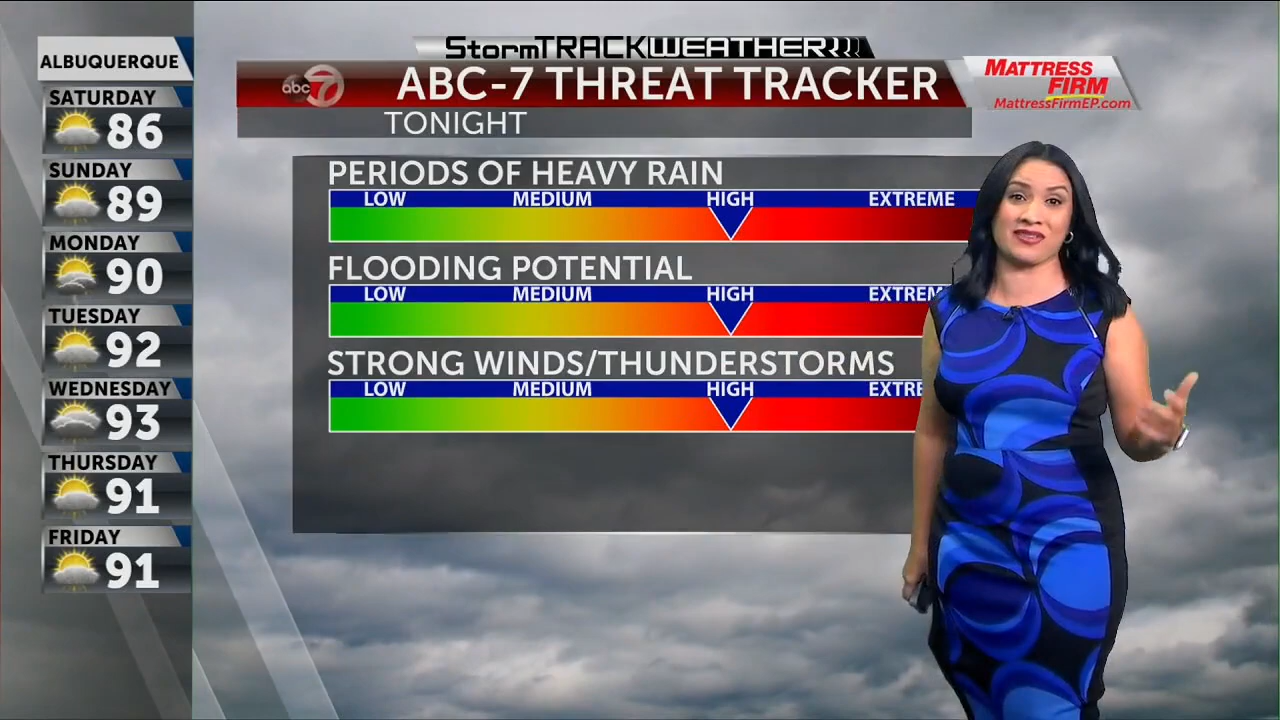 ALBUQUERQUE
SATURDAY
86
SUNDAY
89
MONDAY
90
TUESDAY
92
WEDNESDAY
93
THURSDAY
91
FRIDAY
91
StormTRACKWEATHER
abc 7
ABC-7 THREAT TRACKER
MATTRESS
FIRM
MattressFirmEP.com
TONIGHT
PERIODS OF HEAVY RAIN
LOW MEDIUM HIGH EXTREME
FLOODING POTENTIAL
LOW MEDIUM HIGH EXTREM
STRONG WINDS/THUNDERSTORMS
LOW MEDIUM HIGH EXTRE